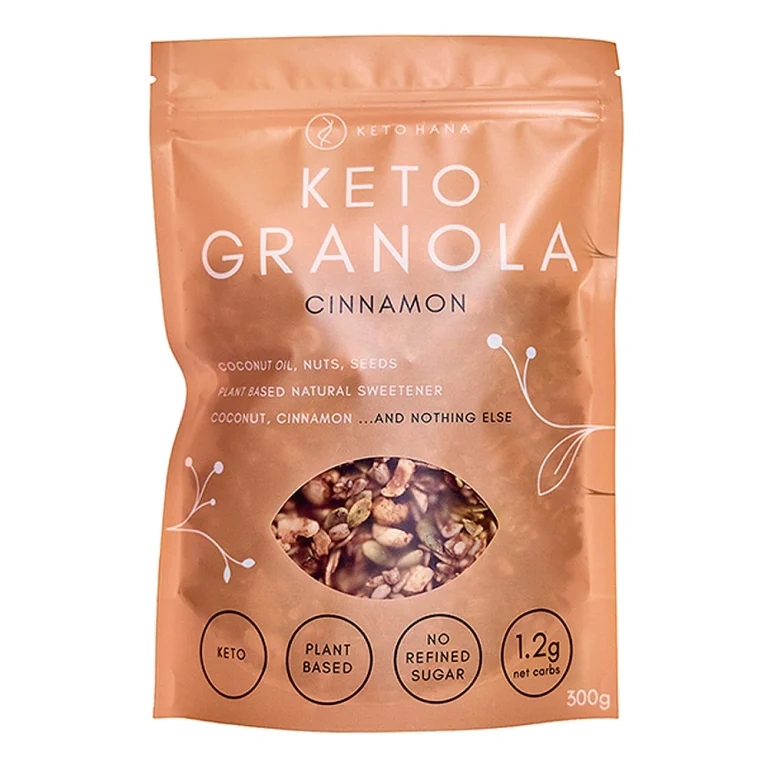 KETO HANA
KETO
GRANOLA
CINNAMON
COCONUT OIL, NUTS, SEEDS
PLANT BASED NATURAL SWEETENER
COCONUT, CINNAMON ...AND NOTHING ELSE
KETO
PLANT
BASED
NO
REFINED
SUGAR
1.2g
net carbs
300g